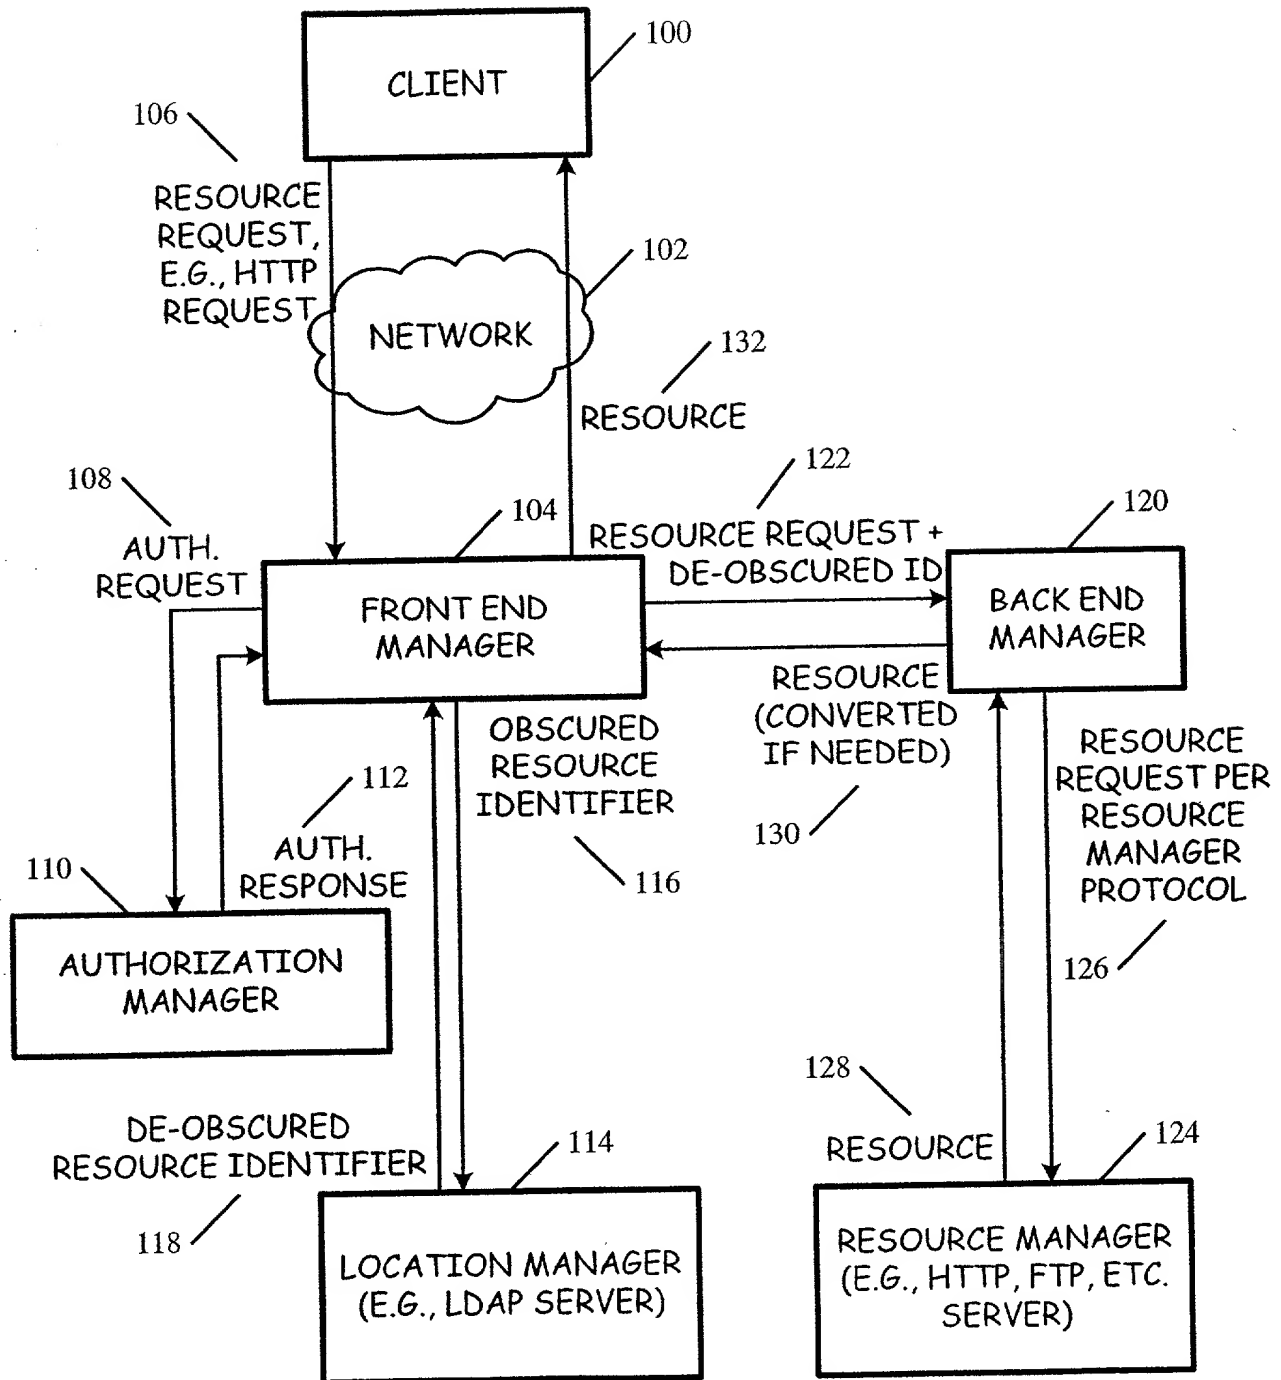 100
CLIENT
106
RESOURCE
REQUEST,
E.G., HTTP
REQUEST
102
NETWORK
132
RESOURCE
108
AUTH.
REQUEST
104
122
RESOURCE REQUEST +
DE-OBSCURED ID
120
FRONT END
MANAGER
BACK END
MANAGER
RESOURCE
(CONVERTED
IF NEEDED)
130
OBSCURED
RESOURCE
IDENTIFIER
116
RESOURCE
REQUEST PER
RESOURCE
MANAGER
PROTOCOL
126
112
AUTH.
RESPONSE
110
AUTHORIZATION
MANAGER
DE-OBSCURED
RESOURCE IDENTIFIER
118
114
LOCATION MANAGER
(E.G., LDAP SERVER)
128
RESOURCE
124
RESOURCE MANAGER
(E.G., HTTP, FTP, ETC.
SERVER)